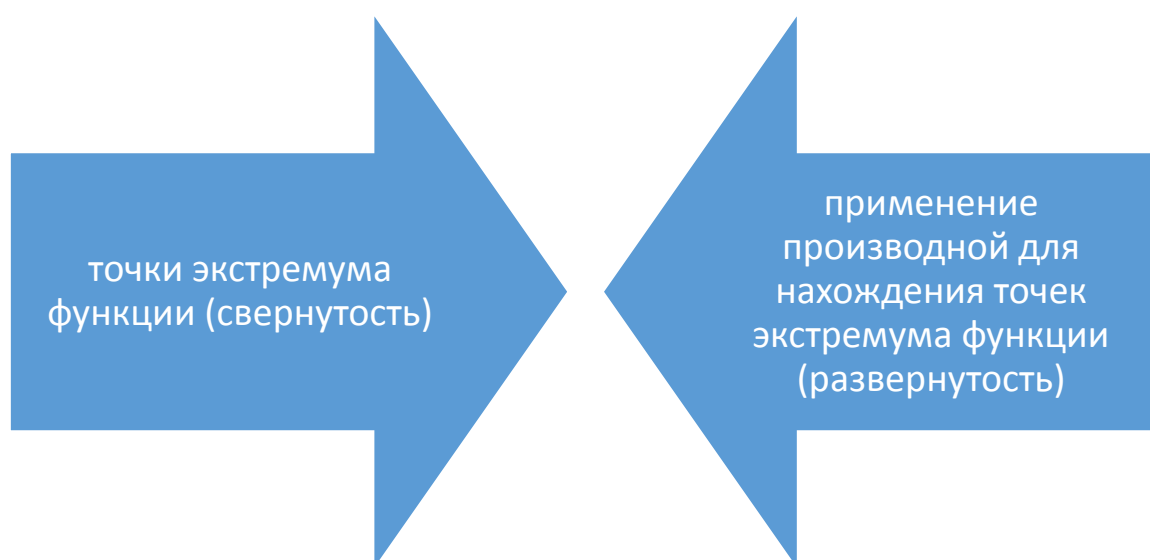 точки экстремума
функции (свернутость)
применение
производной для
нахождения точек
экстремума функции
(развернутость)